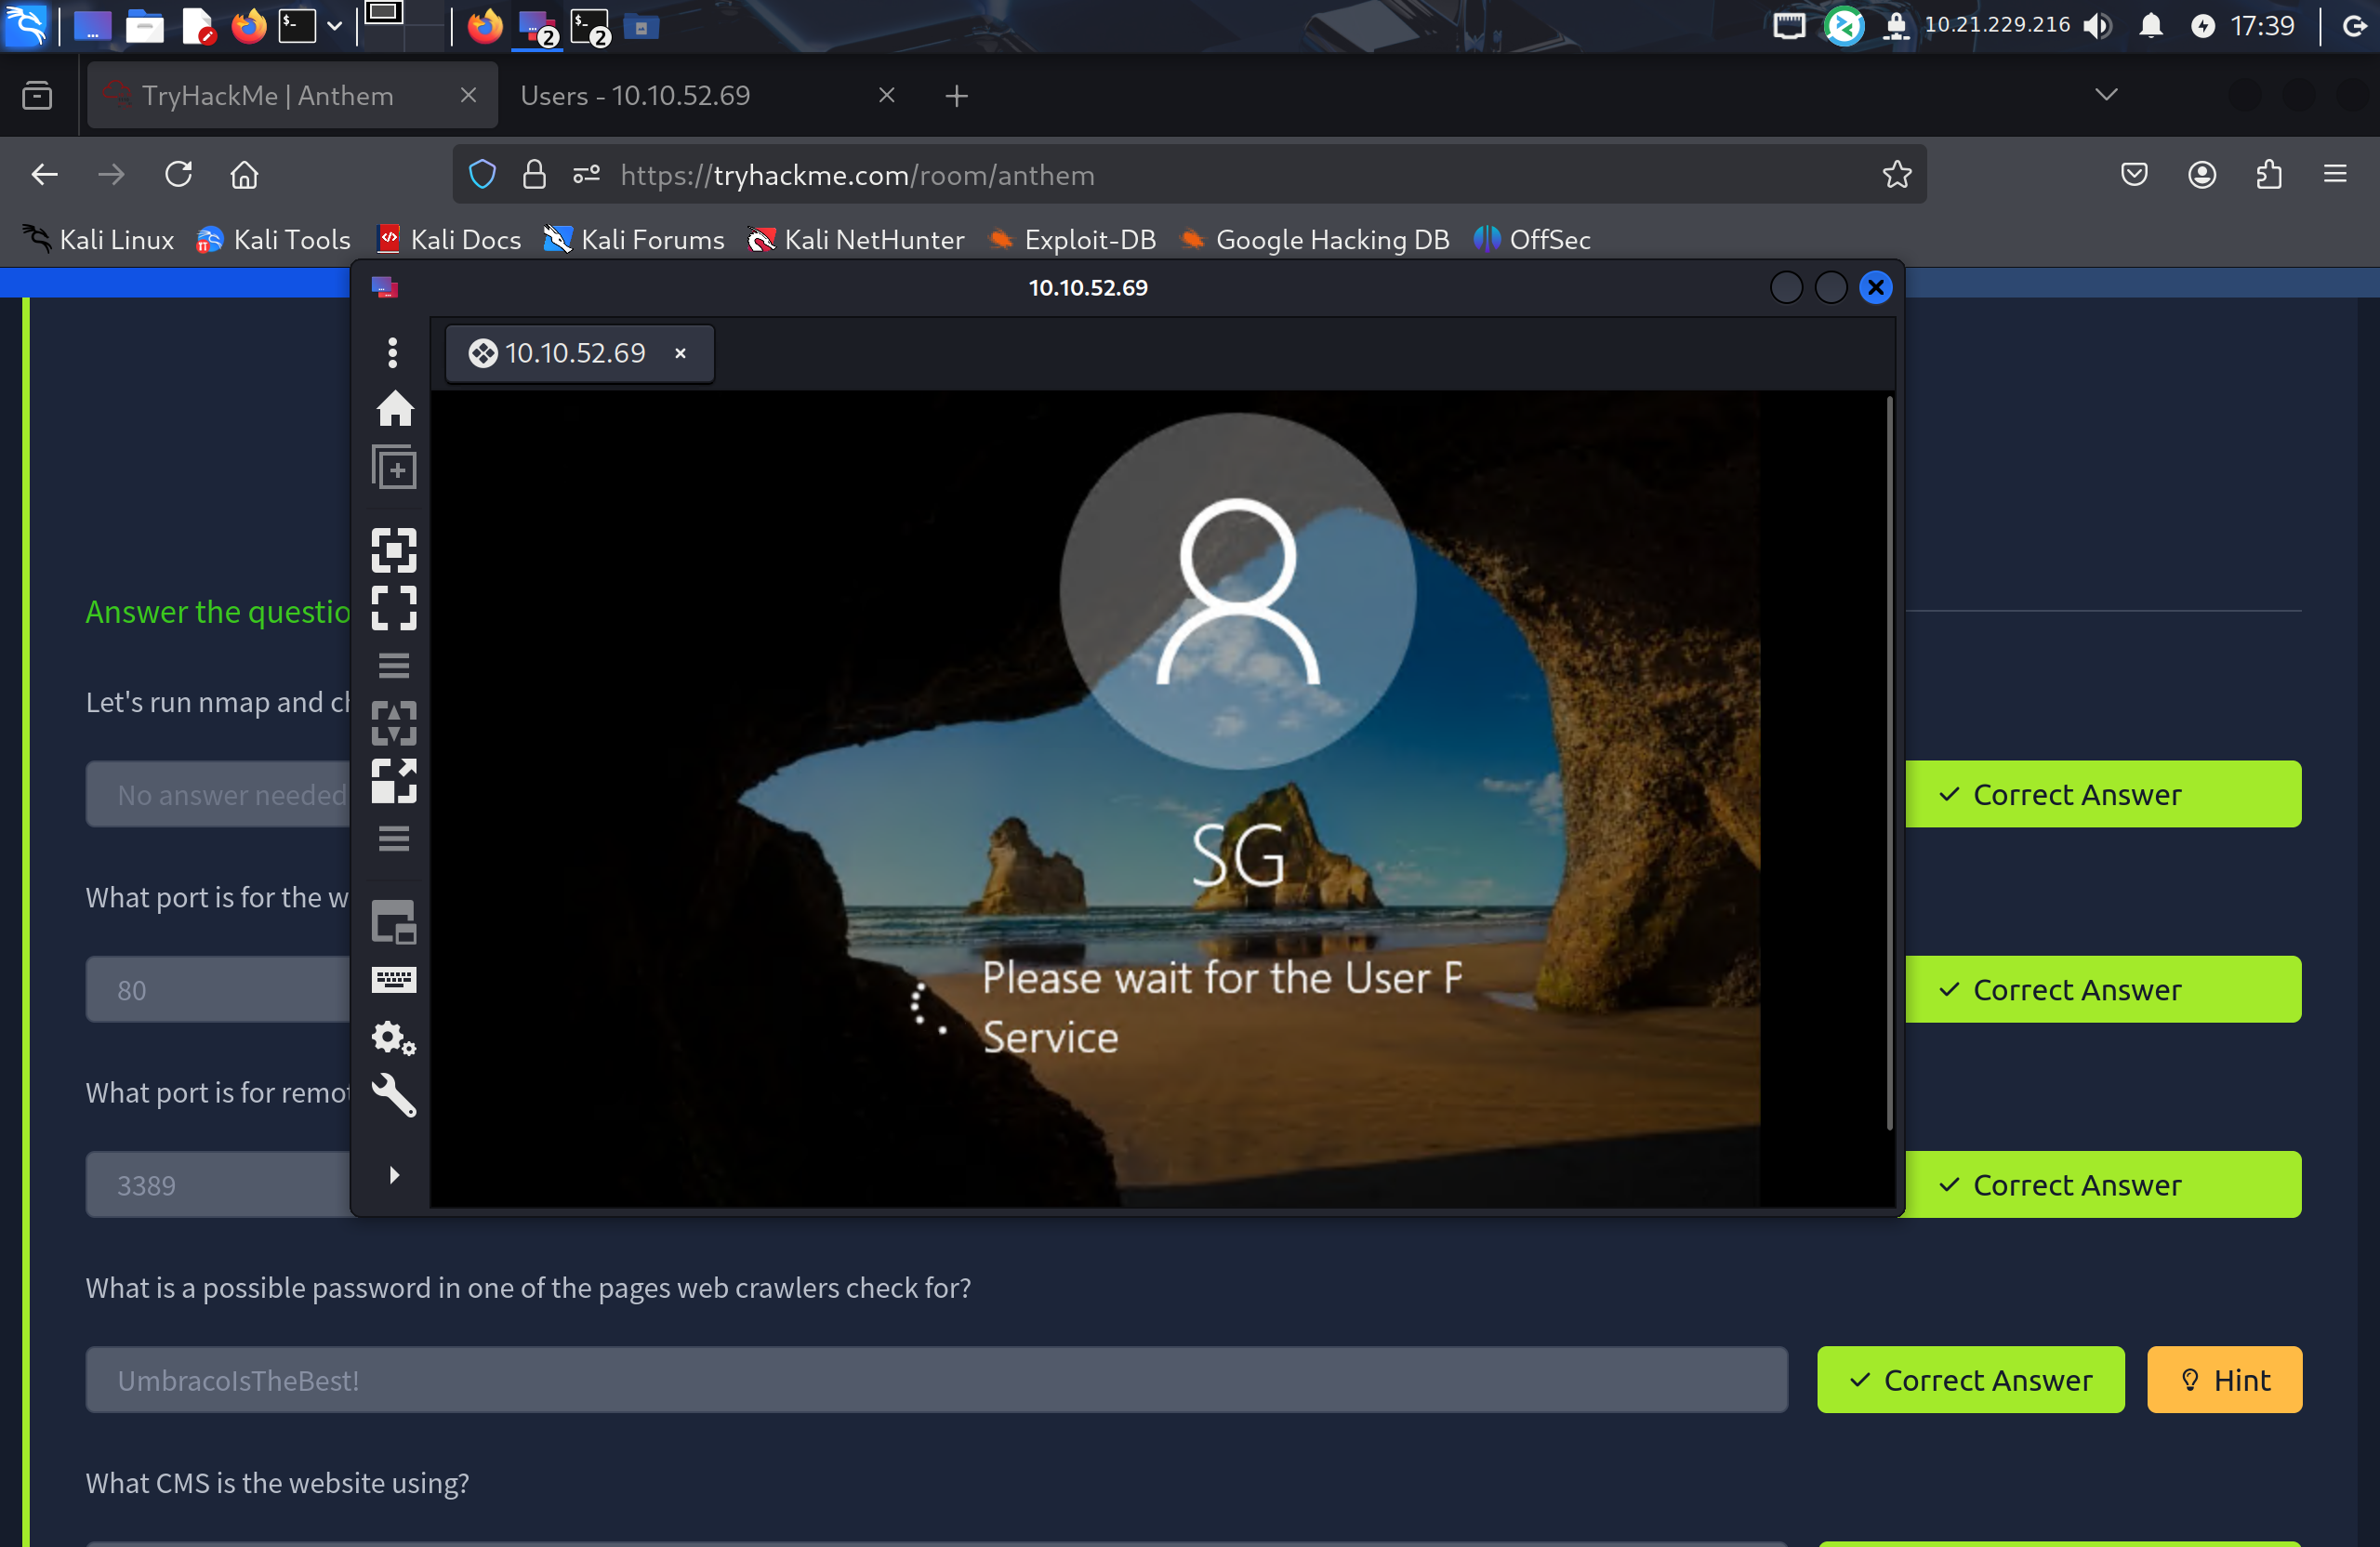 10.21.229.216
17:39
2
2
TryHackMe | Anthem
Users - 10.10.52.69
https://tryhackme.com/room/anthem
Kali Linux
Kali Tools
Kali Docs
Kali Forums
Kali NetHunter
Exploit-DB
Google Hacking DB
OffSec
10.10.52.69
10.10.52.69
SG
Please wait for the User P
Service
Answer the questio
Let's run nmap and ch
No answer needed
Correct Answer
What port is for the w
80
Correct Answer
What port is for remot
3389
Correct Answer
What is a possible password in one of the pages web crawlers check for?
UmbracoIsTheBest!
Correct Answer
Hint
What CMS is the website using?